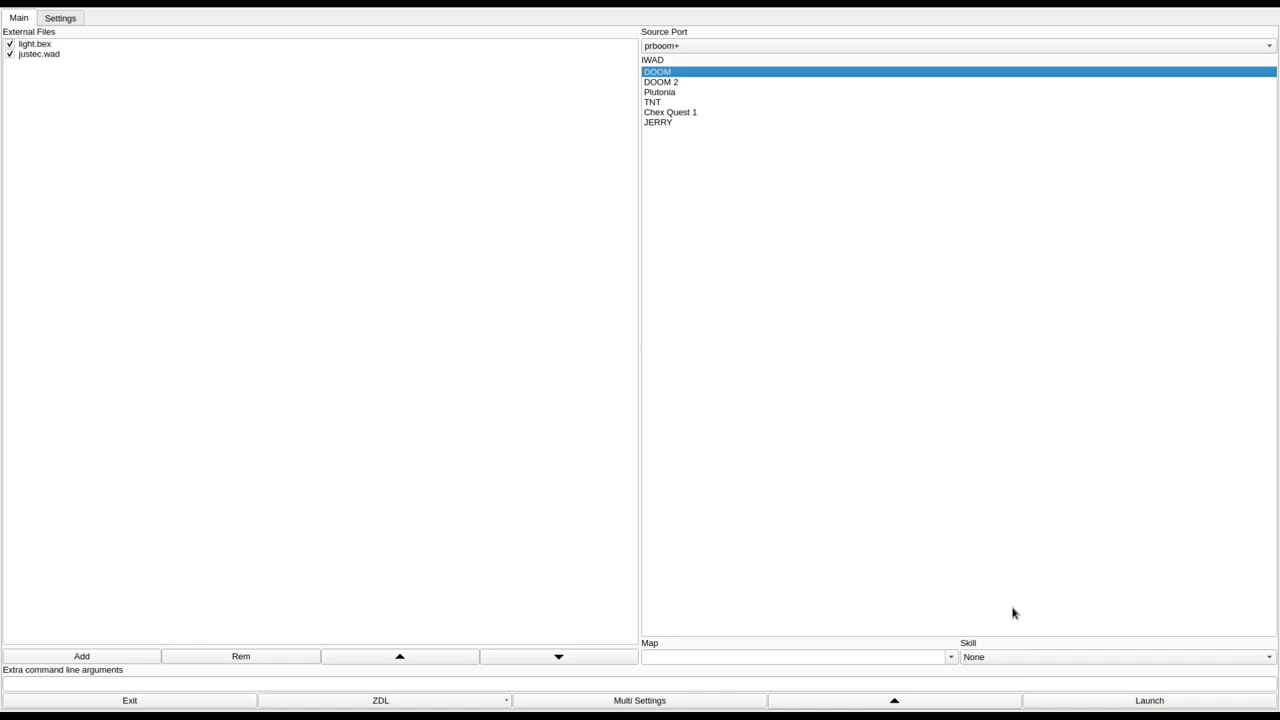 Main Settings
External Files
light.bex
justec.wad
Source Port
prboom+
IWAD
DOOM
DOOM 2
Plutonia
TNT
Chex Quest 1
JERRY
Map Skill
None
Add Rem
Extra command line arguments
Exit ZDL Multi Settings Launch